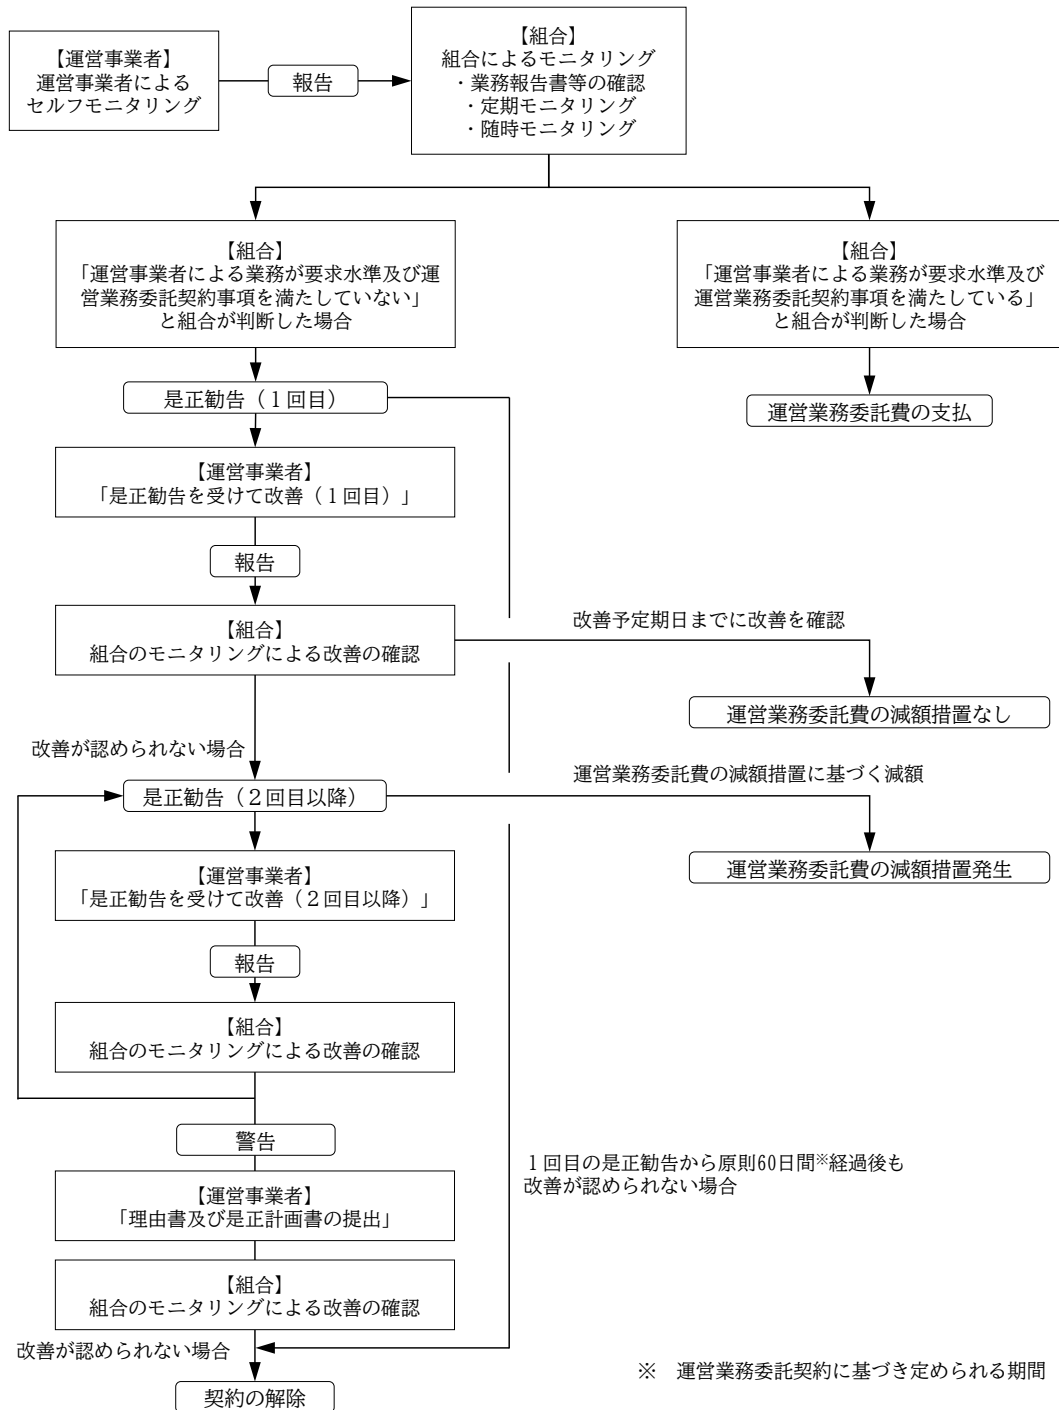 【運営事業者】
運営事業者による
セルフモニタリング
報告
【組合】
組合によるモニタリング
・業務報告書等の確認
・定期モニタリング
・随時モニタリング
【組合】
「運営事業者による業務が要求水準及び運
営業務委託契約事項を満たしていない」
と組合が判断した場合
【組合】
「運営事業者による業務が要求水準及び
運営業務委託契約事項を満たしている」
と組合が判断した場合
是正勧告（１回目）
運営業務委託費の支払
【運営事業者】
「是正勧告を受けて改善（１回目）」
報告
【組合】
組合のモニタリングによる改善の確認
改善予定期日までに改善を確認
運営業務委託費の減額措置なし
改善が認められない場合
是正勧告（２回目以降）
運営業務委託費の減額措置に基づく減額
運営業務委託費の減額措置発生
【運営事業者】
「是正勧告を受けて改善（２回目以降）」
報告
【組合】
組合のモニタリングによる改善の確認
警告
１回目の是正勧告から原則60日間※経過後も
改善が認められない場合
【運営事業者】
「理由書及び是正計画書の提出」
【組合】
組合のモニタリングによる改善の確認
改善が認められない場合
契約の解除
※　運営業務委託契約に基づき定められる期間